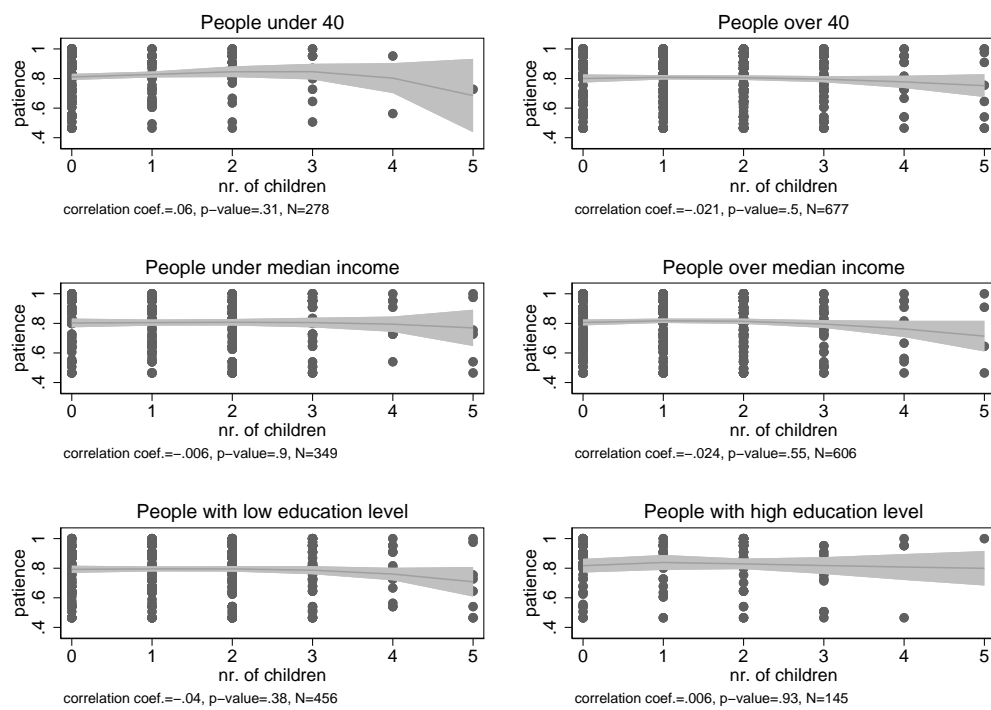 People under 40
patience
.4 .6 .8 1
0 1 2 3 4 5
nr. of children
correlation coef.=.06, p−value=.31, N=278
People over 40
patience
.4 .6 .8 1
0 1 2 3 4 5
nr. of children
correlation coef.=−.021, p−value=.5, N=677
People under median income
patience
.4 .6 .8 1
0 1 2 3 4 5
nr. of children
correlation coef.=−.006, p−value=.9, N=349
People over median income
patience
.4 .6 .8 1
0 1 2 3 4 5
nr. of children
correlation coef.=−.024, p−value=.55, N=606
People with low education level
patience
.4 .6 .8 1
0 1 2 3 4 5
nr. of children
correlation coef.=−.04, p−value=.38, N=456
People with high education level
patience
.4 .6 .8 1
0 1 2 3 4 5
nr. of children
correlation coef.=.006, p−value=.93, N=145